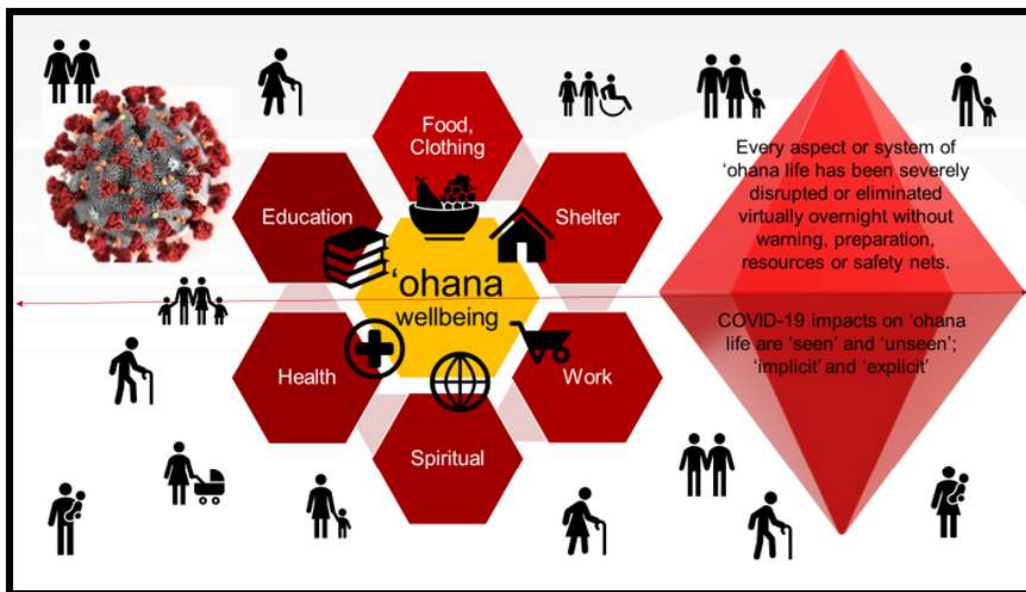 Food,
Clothing
Education
Shelter
‘ohana
wellbeing
Health
Work
Spiritual
Every aspect or system of
‘ohana life has been severely
disrupted or eliminated
virtually overnight without
warning, preparation,
resources or safety nets.
COVID-19 impacts on ‘ohana
life are ‘seen’ and ‘unseen’;
‘implicit’ and ‘explicit’